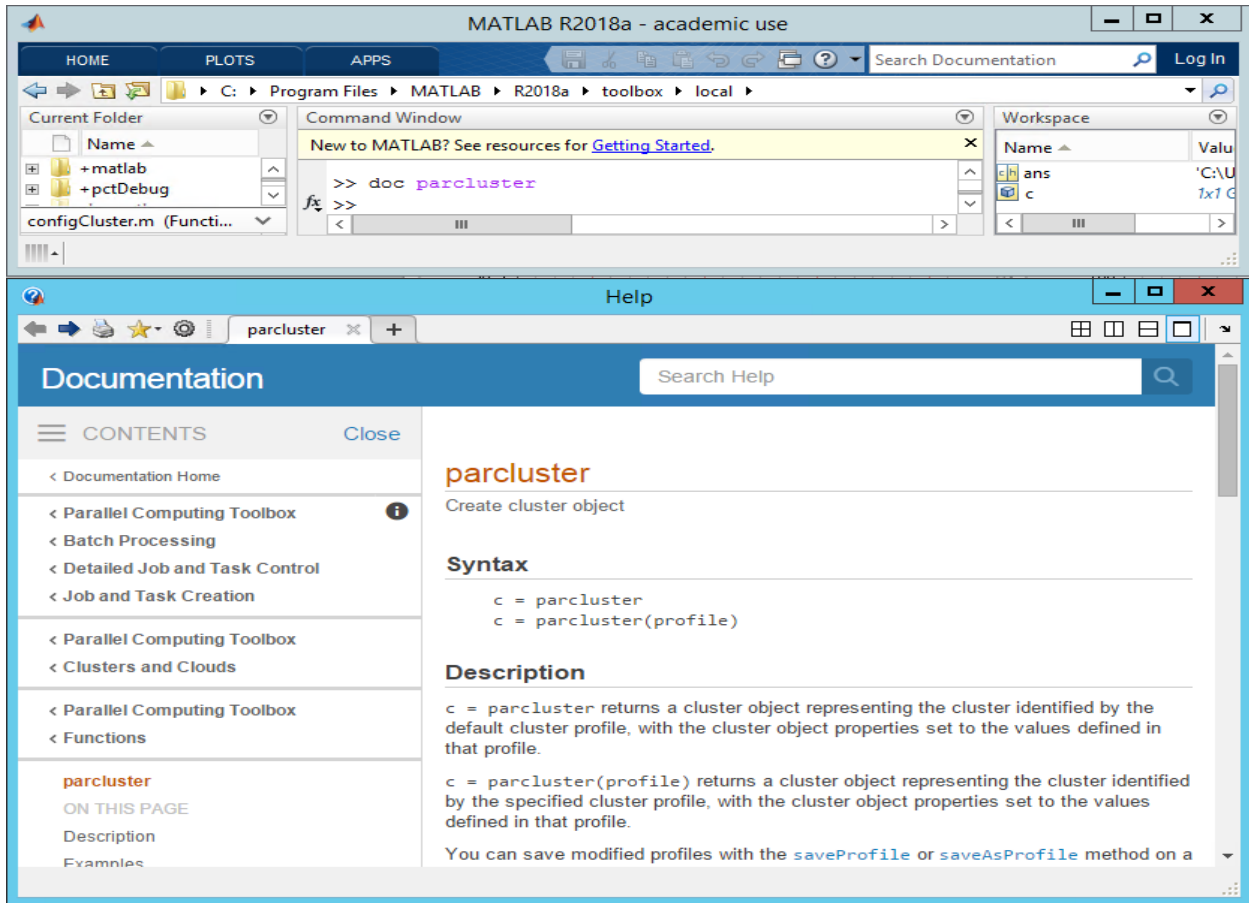 MATLAB R2018a - academic use
HOME PLOTS APPS Search Documentation Log In
C: Program Files MATLAB R2018a toolbox local
Current Folder Command Window Workspace
Name New to MATLAB? See resources for Getting Started. Name Valu
+matlab ans 'C:\U
+pctDebug >> doc parcluster c 1x1
fx >>
configCluster.m (Functi...
Help
parcluster
Documentation Search Help
CONTENTS Close
< Documentation Home
< Parallel Computing Toolbox
< Batch Processing
< Detailed Job and Task Control
< Job and Task Creation
< Parallel Computing Toolbox
< Clusters and Clouds
< Parallel Computing Toolbox
< Functions
parcluster
ON THIS PAGE
Description
Examples
parcluster
Create cluster object
Syntax
c = parcluster
c = parcluster(profile)
Description
c = parcluster returns a cluster object representing the cluster identified by the
default cluster profile, with the cluster object properties set to the values defined in
that profile.
c = parcluster(profile) returns a cluster object representing the cluster identified
by the specified cluster profile, with the cluster object properties set to the values
defined in that profile.
You can save modified profiles with the saveProfile or saveAsProfile method on a